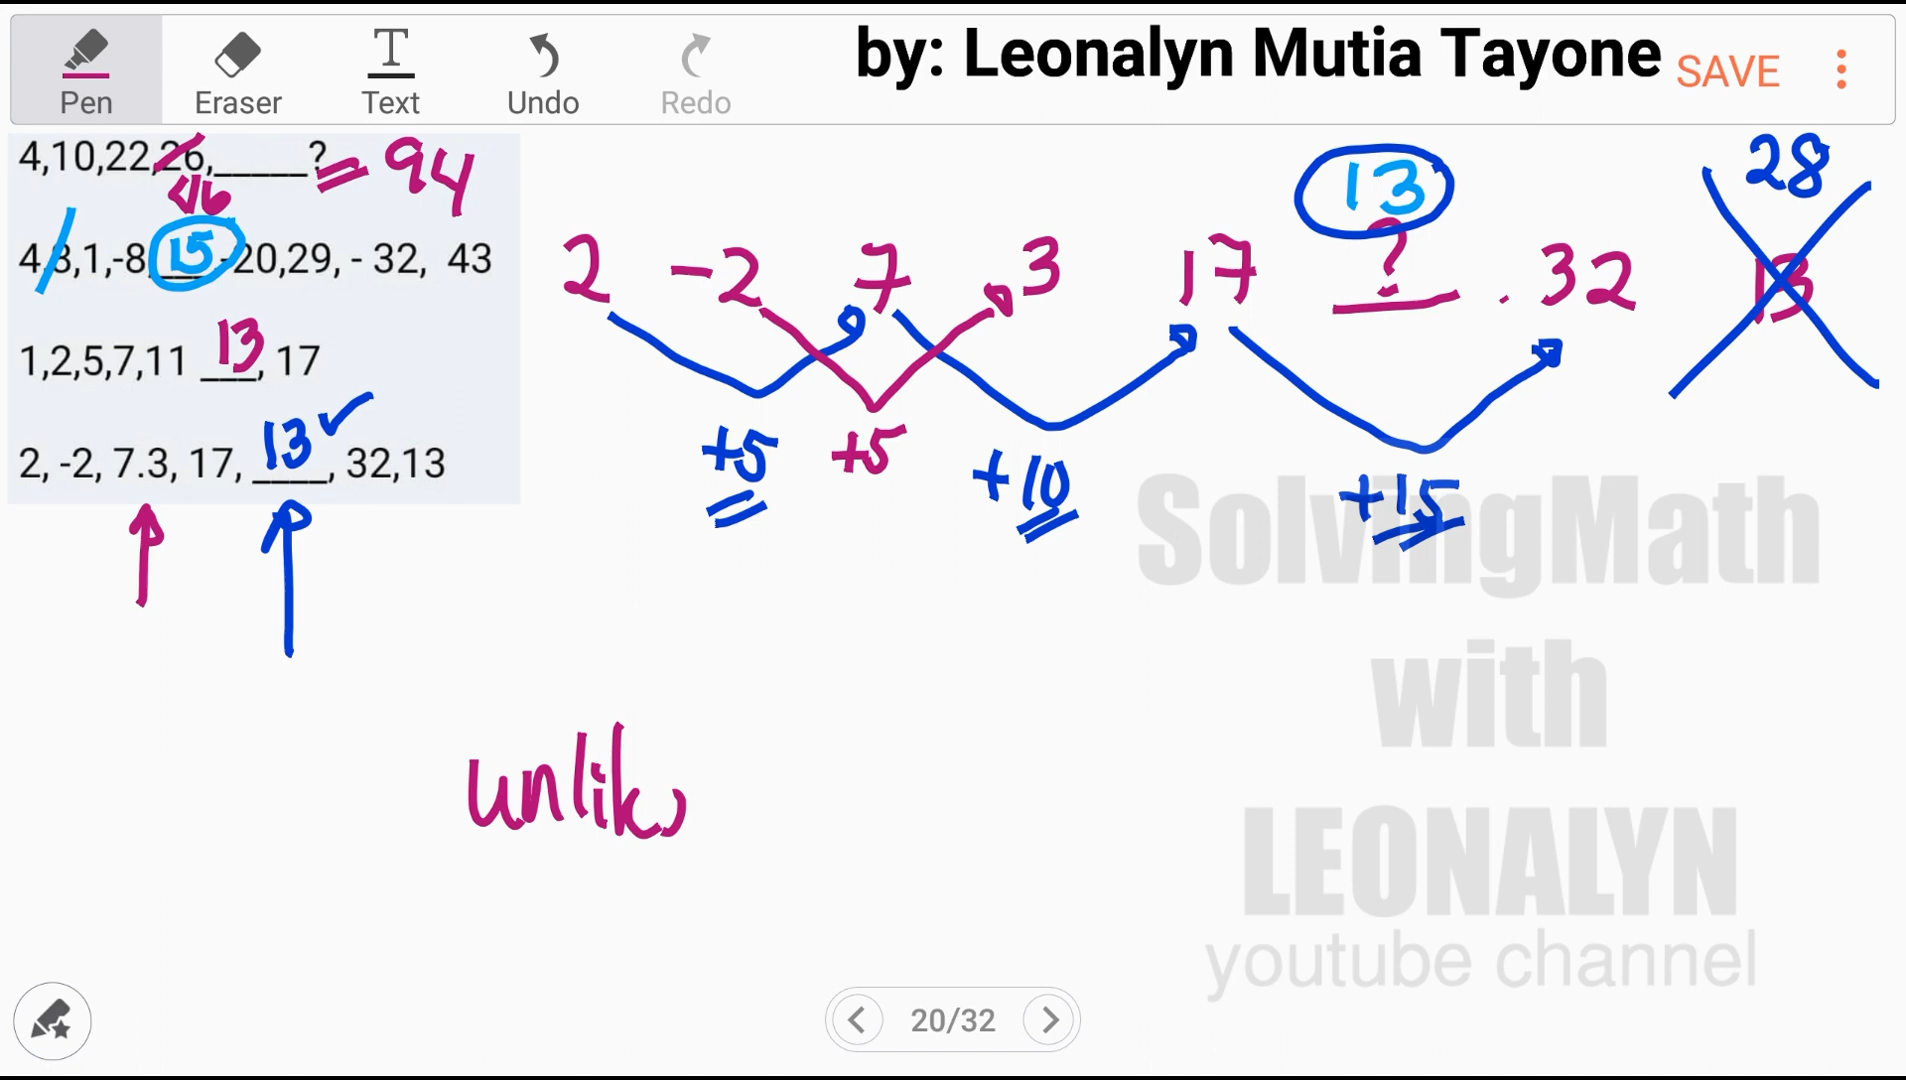 by: Leonalyn Mutia Tayone
SAVE
Pen
Eraser
Text
Undo
Redo
4,10,22,26,_____? = 94
46
4,3,1,-8, 15 -20,29, - 32, 43
1,2,5,7,11 13, 17
2, -2, 7.3, 17, 13, 32,13
28
13
2 -2 7 3 17 ? . 32 13
+5 +5 +10 +15
SolvingMath
with
LEONALYN
youtube channel
unlik
20/32